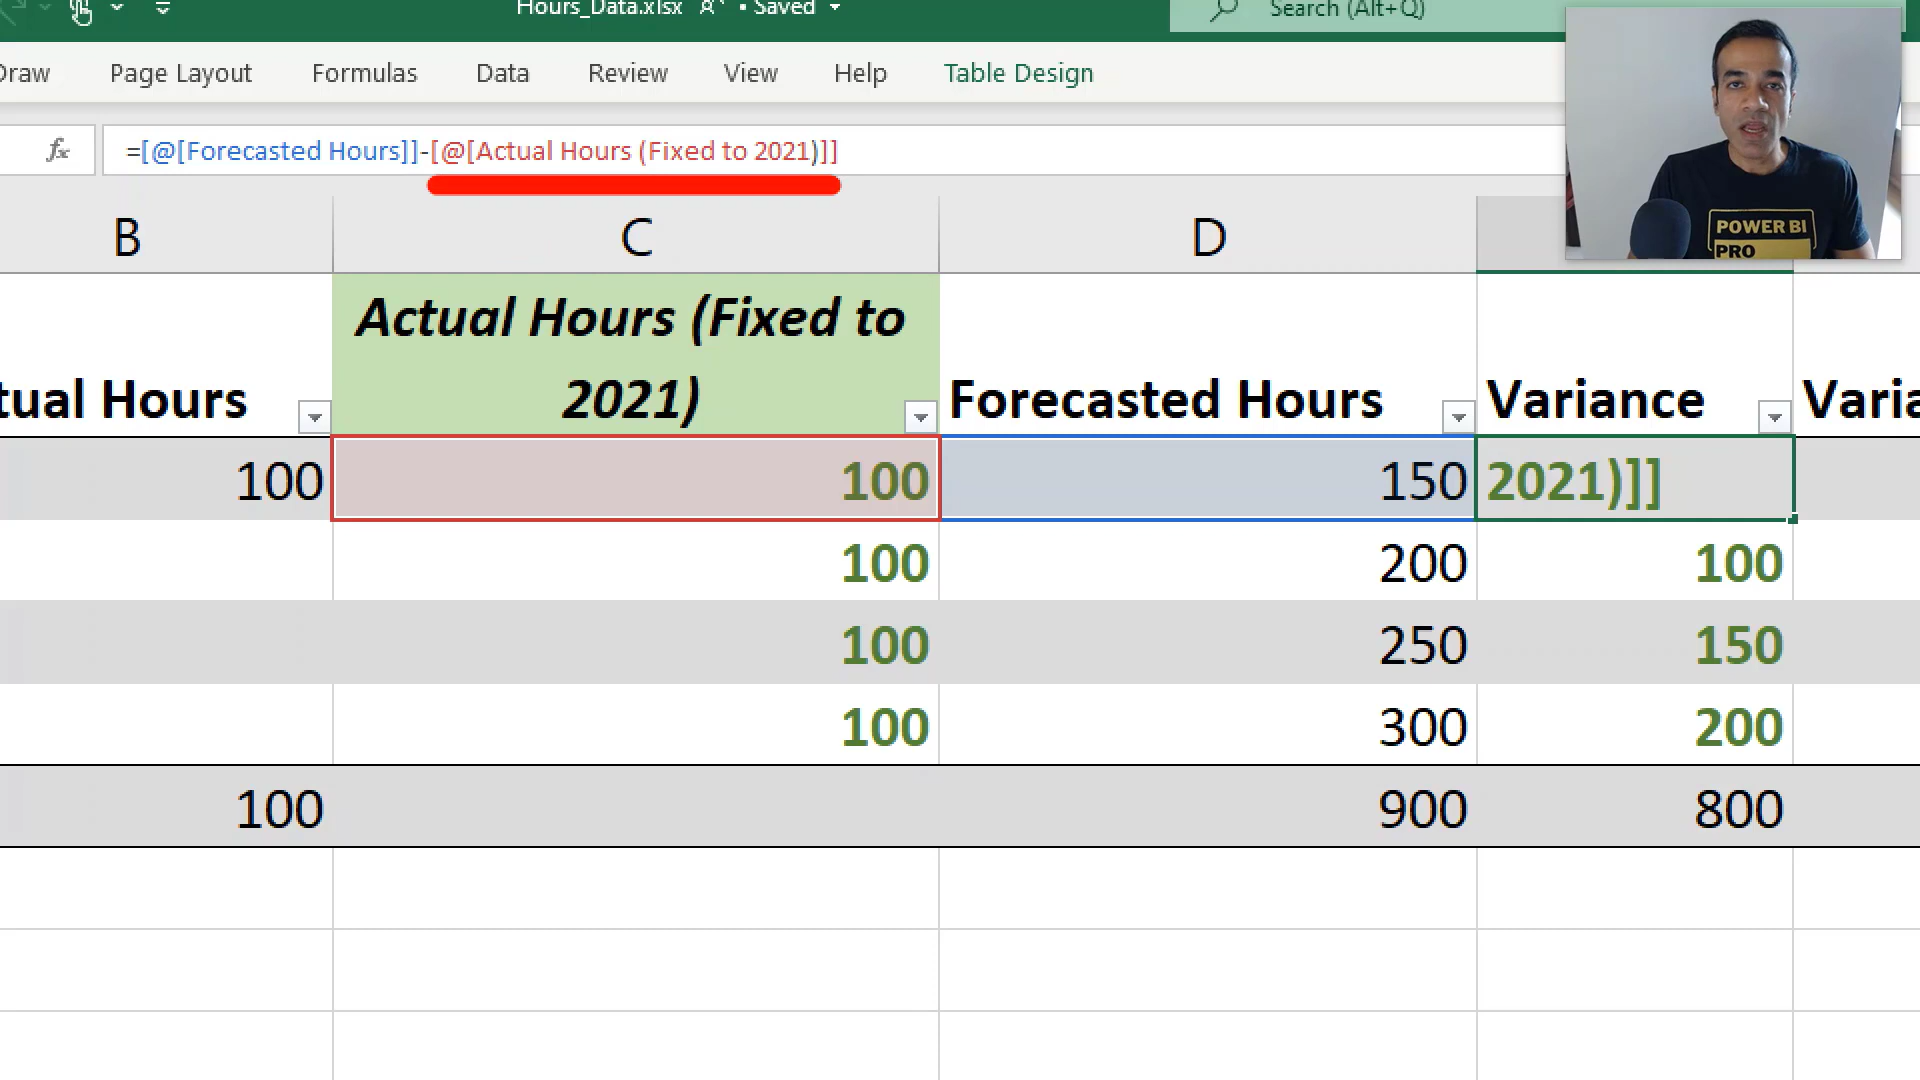 Hours_Data.xlsx • Saved
Search (Alt+Q)
Draw Page Layout Formulas Data Review View Help Table Design
fx =[@[Forecasted Hours]]-[@[Actual Hours (Fixed to 2021)]]
POWER BI
PRO
B C D
Actual Hours (Fixed to
2021)
tual Hours Forecasted Hours Variance Varia
100 100 150 2021)]]
100 200 100
100 250 150
100 300 200
100 900 800